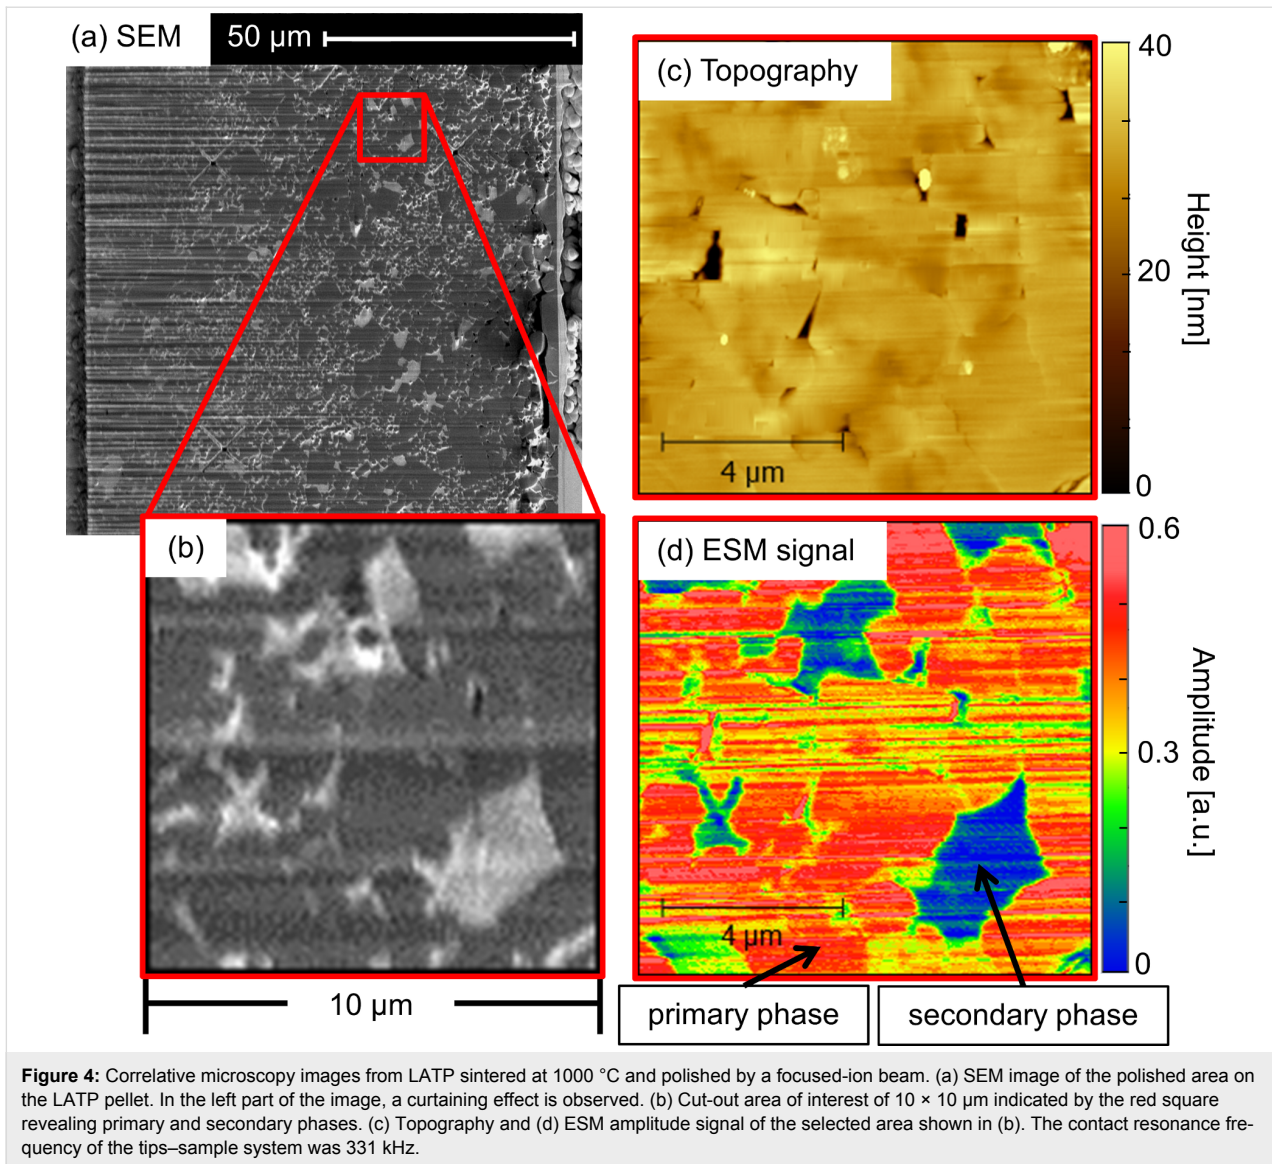 (a) SEM
50 µm
(c) Topography
40
Height [nm]
20
0
4 µm
(b)
10 µm
(d) ESM signal
0.6
Amplitude [a.u.]
0.3
0
4 µm
primary phase
secondary phase
Figure 4: Correlative microscopy images from LATP sintered at 1000 °C and polished by a focused-ion beam. (a) SEM image of the polished area on
the LATP pellet. In the left part of the image, a curtaining effect is observed. (b) Cut-out area of interest of 10 × 10 µm indicated by the red square
revealing primary and secondary phases. (c) Topography and (d) ESM amplitude signal of the selected area shown in (b). The contact resonance fre-
quency of the tips–sample system was 331 kHz.